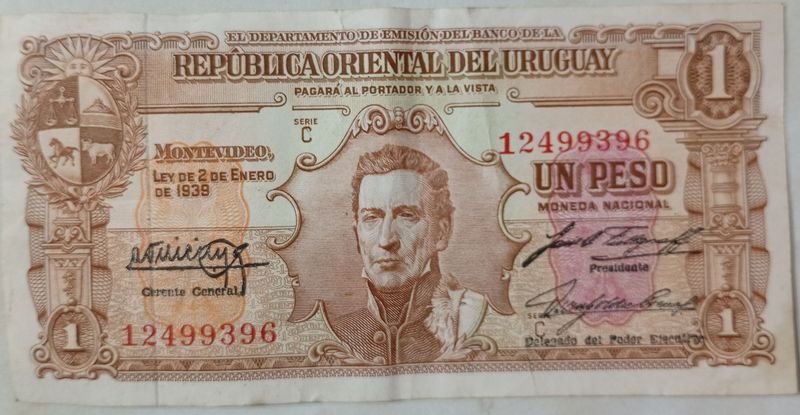 EL DEPARTAMENTO DE EMISIÓN DEL BANCO DE LA
REPÚBLICA ORIENTAL DEL URUGUAY
PAGARÁ AL PORTADOR Y A LA VISTA
1
SERIE
C
12499396
MONTEVIDEO,
LEY DE 2 DE ENERO
DE 1939
UN PESO
MONEDA NACIONAL
Gerente General
Presidente
SERIE
C
Delegado del Poder Ejecutivo
12499396
1
1